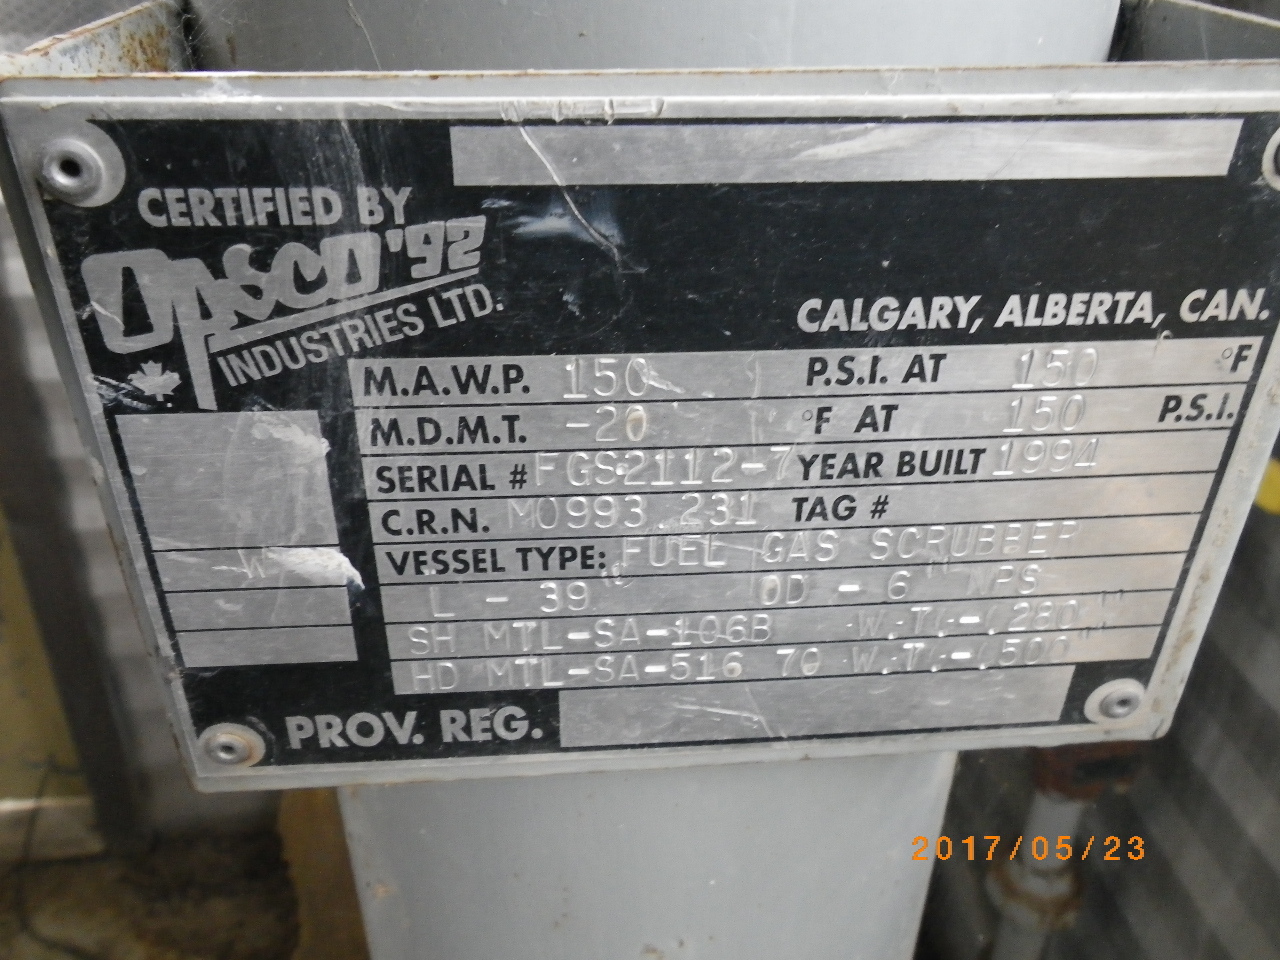 CERTIFIED BY
OPSCO '92
INDUSTRIES LTD.
CALGARY, ALBERTA, CAN.
M.A.W.P. 150 P.S.I. AT 150 °F
M.D.M.T. -20 °F AT 150 P.S.I.
SERIAL # FGS2112-7 YEAR BUILT 1994
C.R.N. M0993.231 TAG #
VESSEL TYPE: FUEL GAS SCRUBBER
W
L - 39" OD - 6" NPS
SH MTL-SA-106B W.T.-.280"
HD MTL-SA-516 70 W.T.-.500"
PROV. REG.
2017/05/23